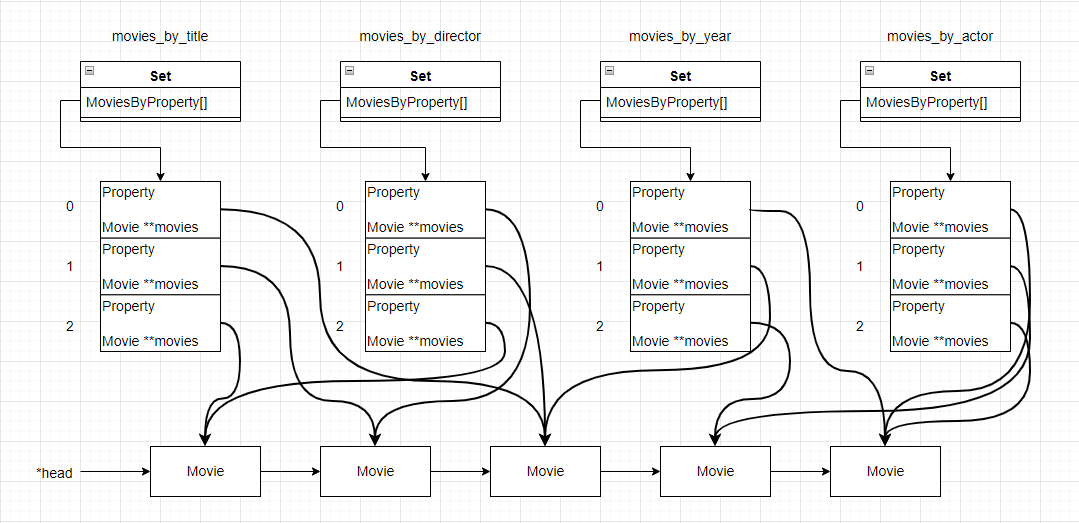 movies_by_title movies_by_director movies_by_year movies_by_actor
Set Set Set Set
MoviesByProperty[] MoviesByProperty[] MoviesByProperty[] MoviesByProperty[]
Property Property Property Property
0 0 0 0
Movie **movies Movie **movies Movie **movies Movie **movies
Property Property Property Property
1 1 1 1
Movie **movies Movie **movies Movie **movies Movie **movies
Property Property Property Property
2 2 2 2
Movie **movies Movie **movies Movie **movies Movie **movies
*head Movie Movie Movie Movie Movie